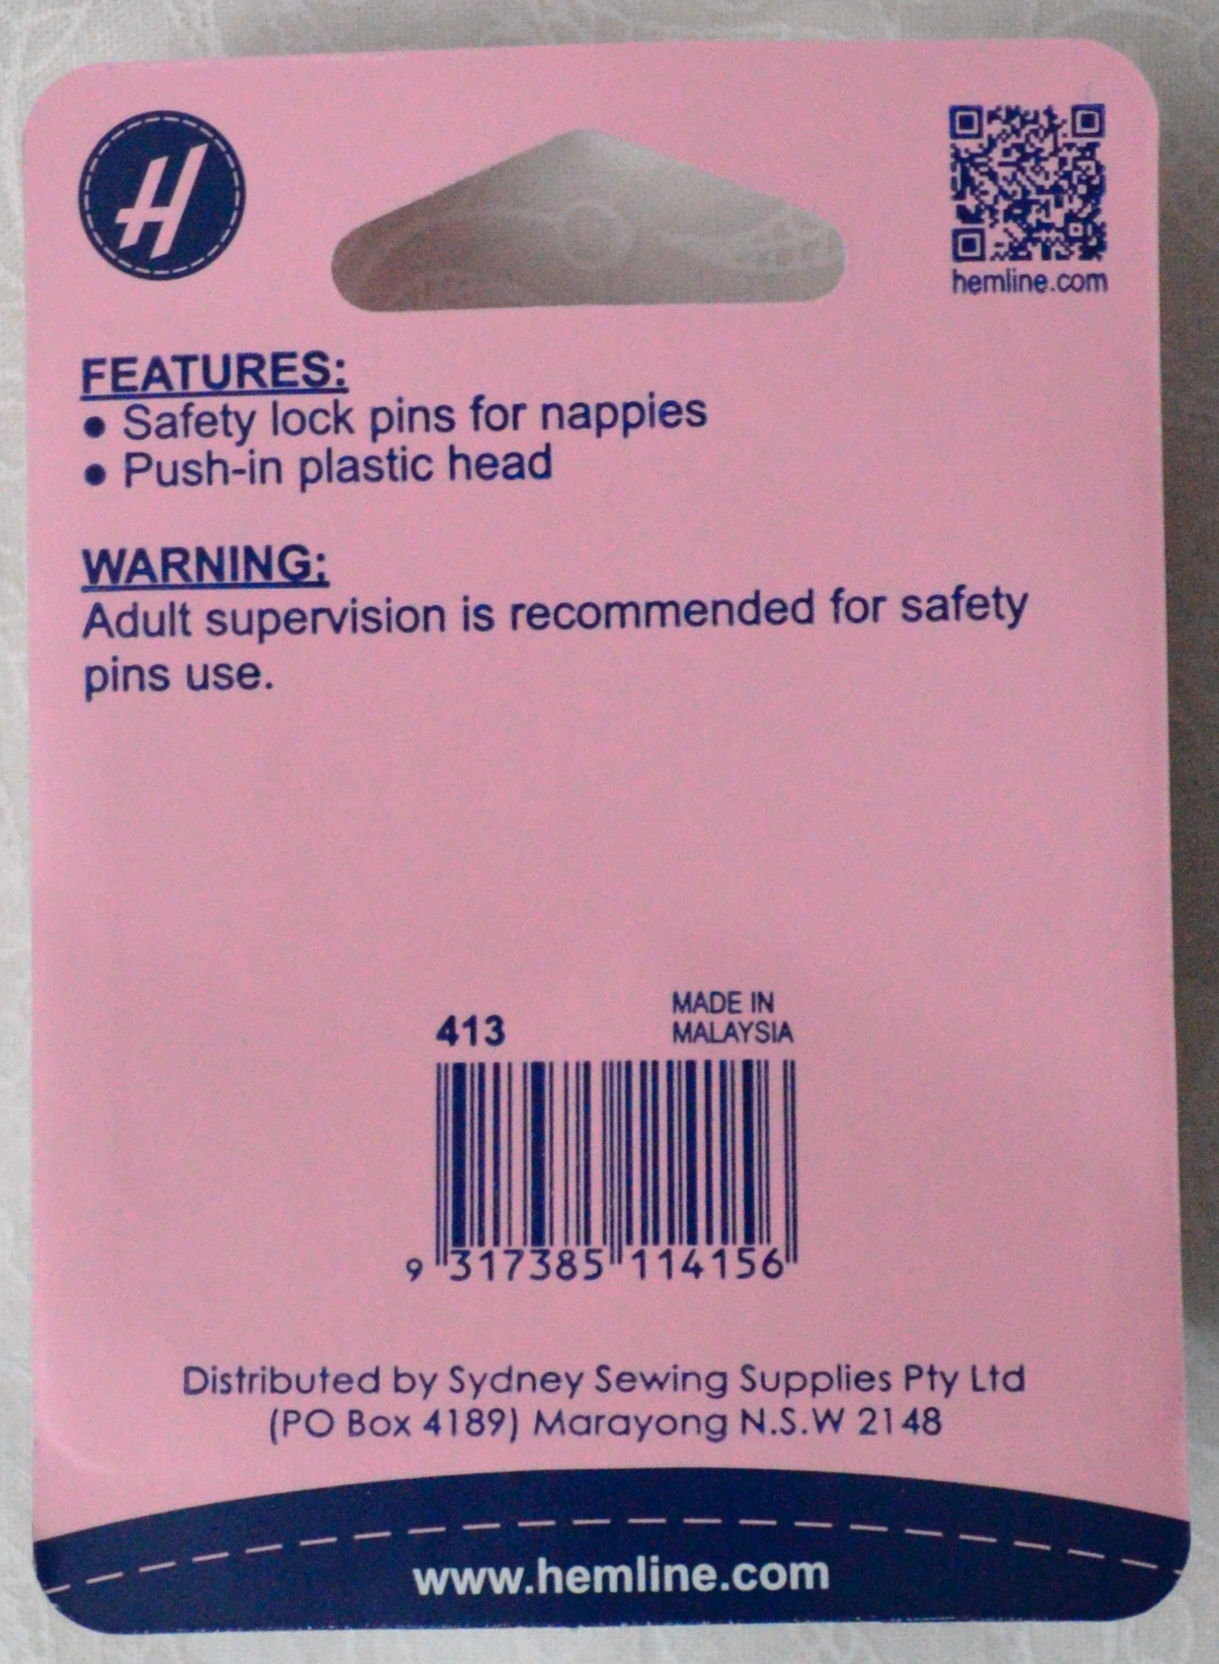 H
hemline.com
FEATURES:
• Safety lock pins for nappies
• Push-in plastic head
WARNING:
Adult supervision is recommended for safety
pins use.
413
MADE IN
MALAYSIA
9 317385 114156
Distributed by Sydney Sewing Supplies Pty Ltd
(PO Box 4189) Marayong N.S.W 2148
www.hemline.com